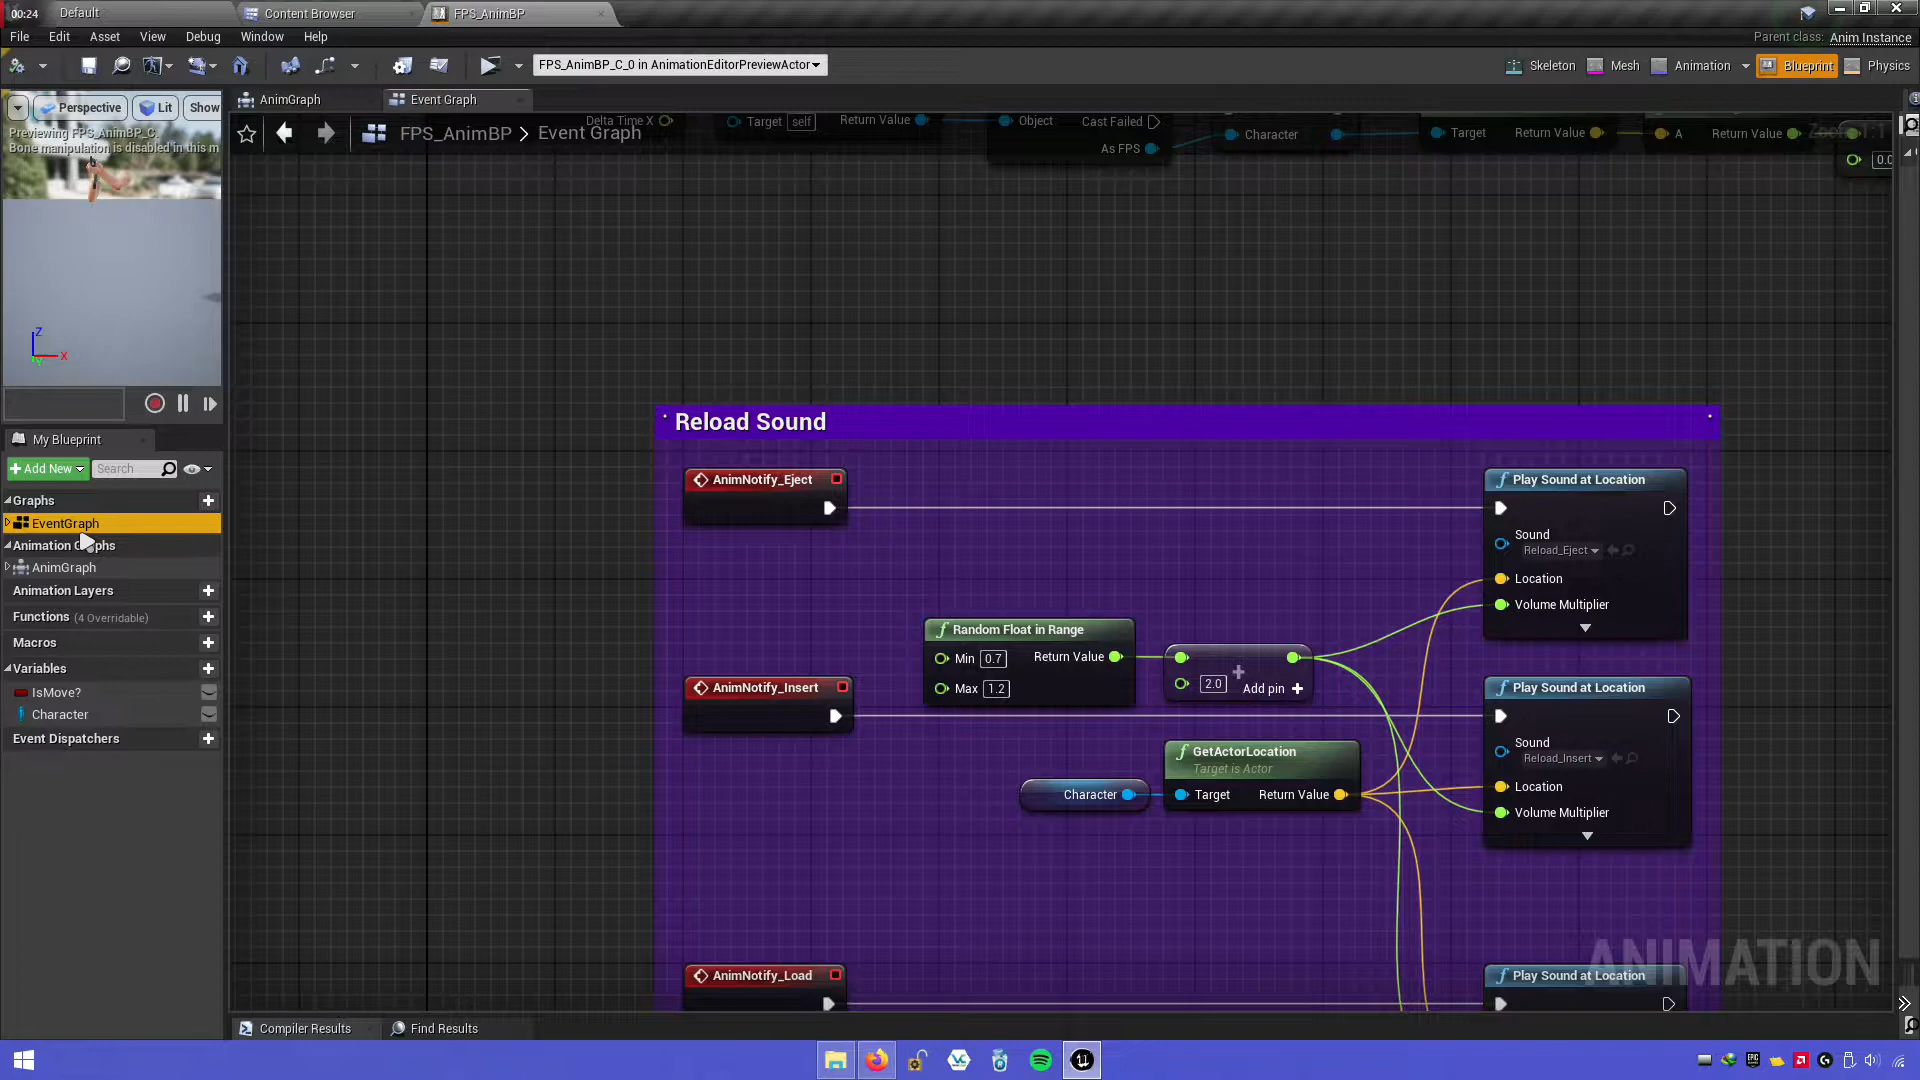 00:24
Default
Content Browser
FPS_AnimBP
File Edit Asset View Debug Window Help
Parent class: Anim Instance
FPS_AnimBP_C_0 in AnimationEditorPreviewActor
Skeleton Mesh Animation Blueprint Physics
Perspective Lit Show
Previewing FPS_AnimBP_C.
Bone manipulation is disabled in this m
Z
X
AnimGraph
Event Graph
FPS_AnimBP > Event Graph
Zoom 1:1
Delta Time X
Target self
Return Value
Object
Cast Failed
As FPS
Character
Target
Return Value
A
Return Value
0.0
My Blueprint
Add New
Search
Graphs
EventGraph
Animation Graphs
AnimGraph
Animation Layers
Functions (4 Overridable)
Macros
Variables
IsMove?
Character
Event Dispatchers
Reload Sound
AnimNotify_Eject
Play Sound at Location
Sound
Reload_Eject
Location
Volume Multiplier
Random Float in Range
Min 0.7
Return Value
Max 1.2
2.0
Add pin +
AnimNotify_Insert
Play Sound at Location
Sound
Reload_Insert
Location
Volume Multiplier
GetActorLocation
Target is Actor
Character
Target
Return Value
AnimNotify_Load
Play Sound at Location
ANIMATION
Compiler Results
Find Results